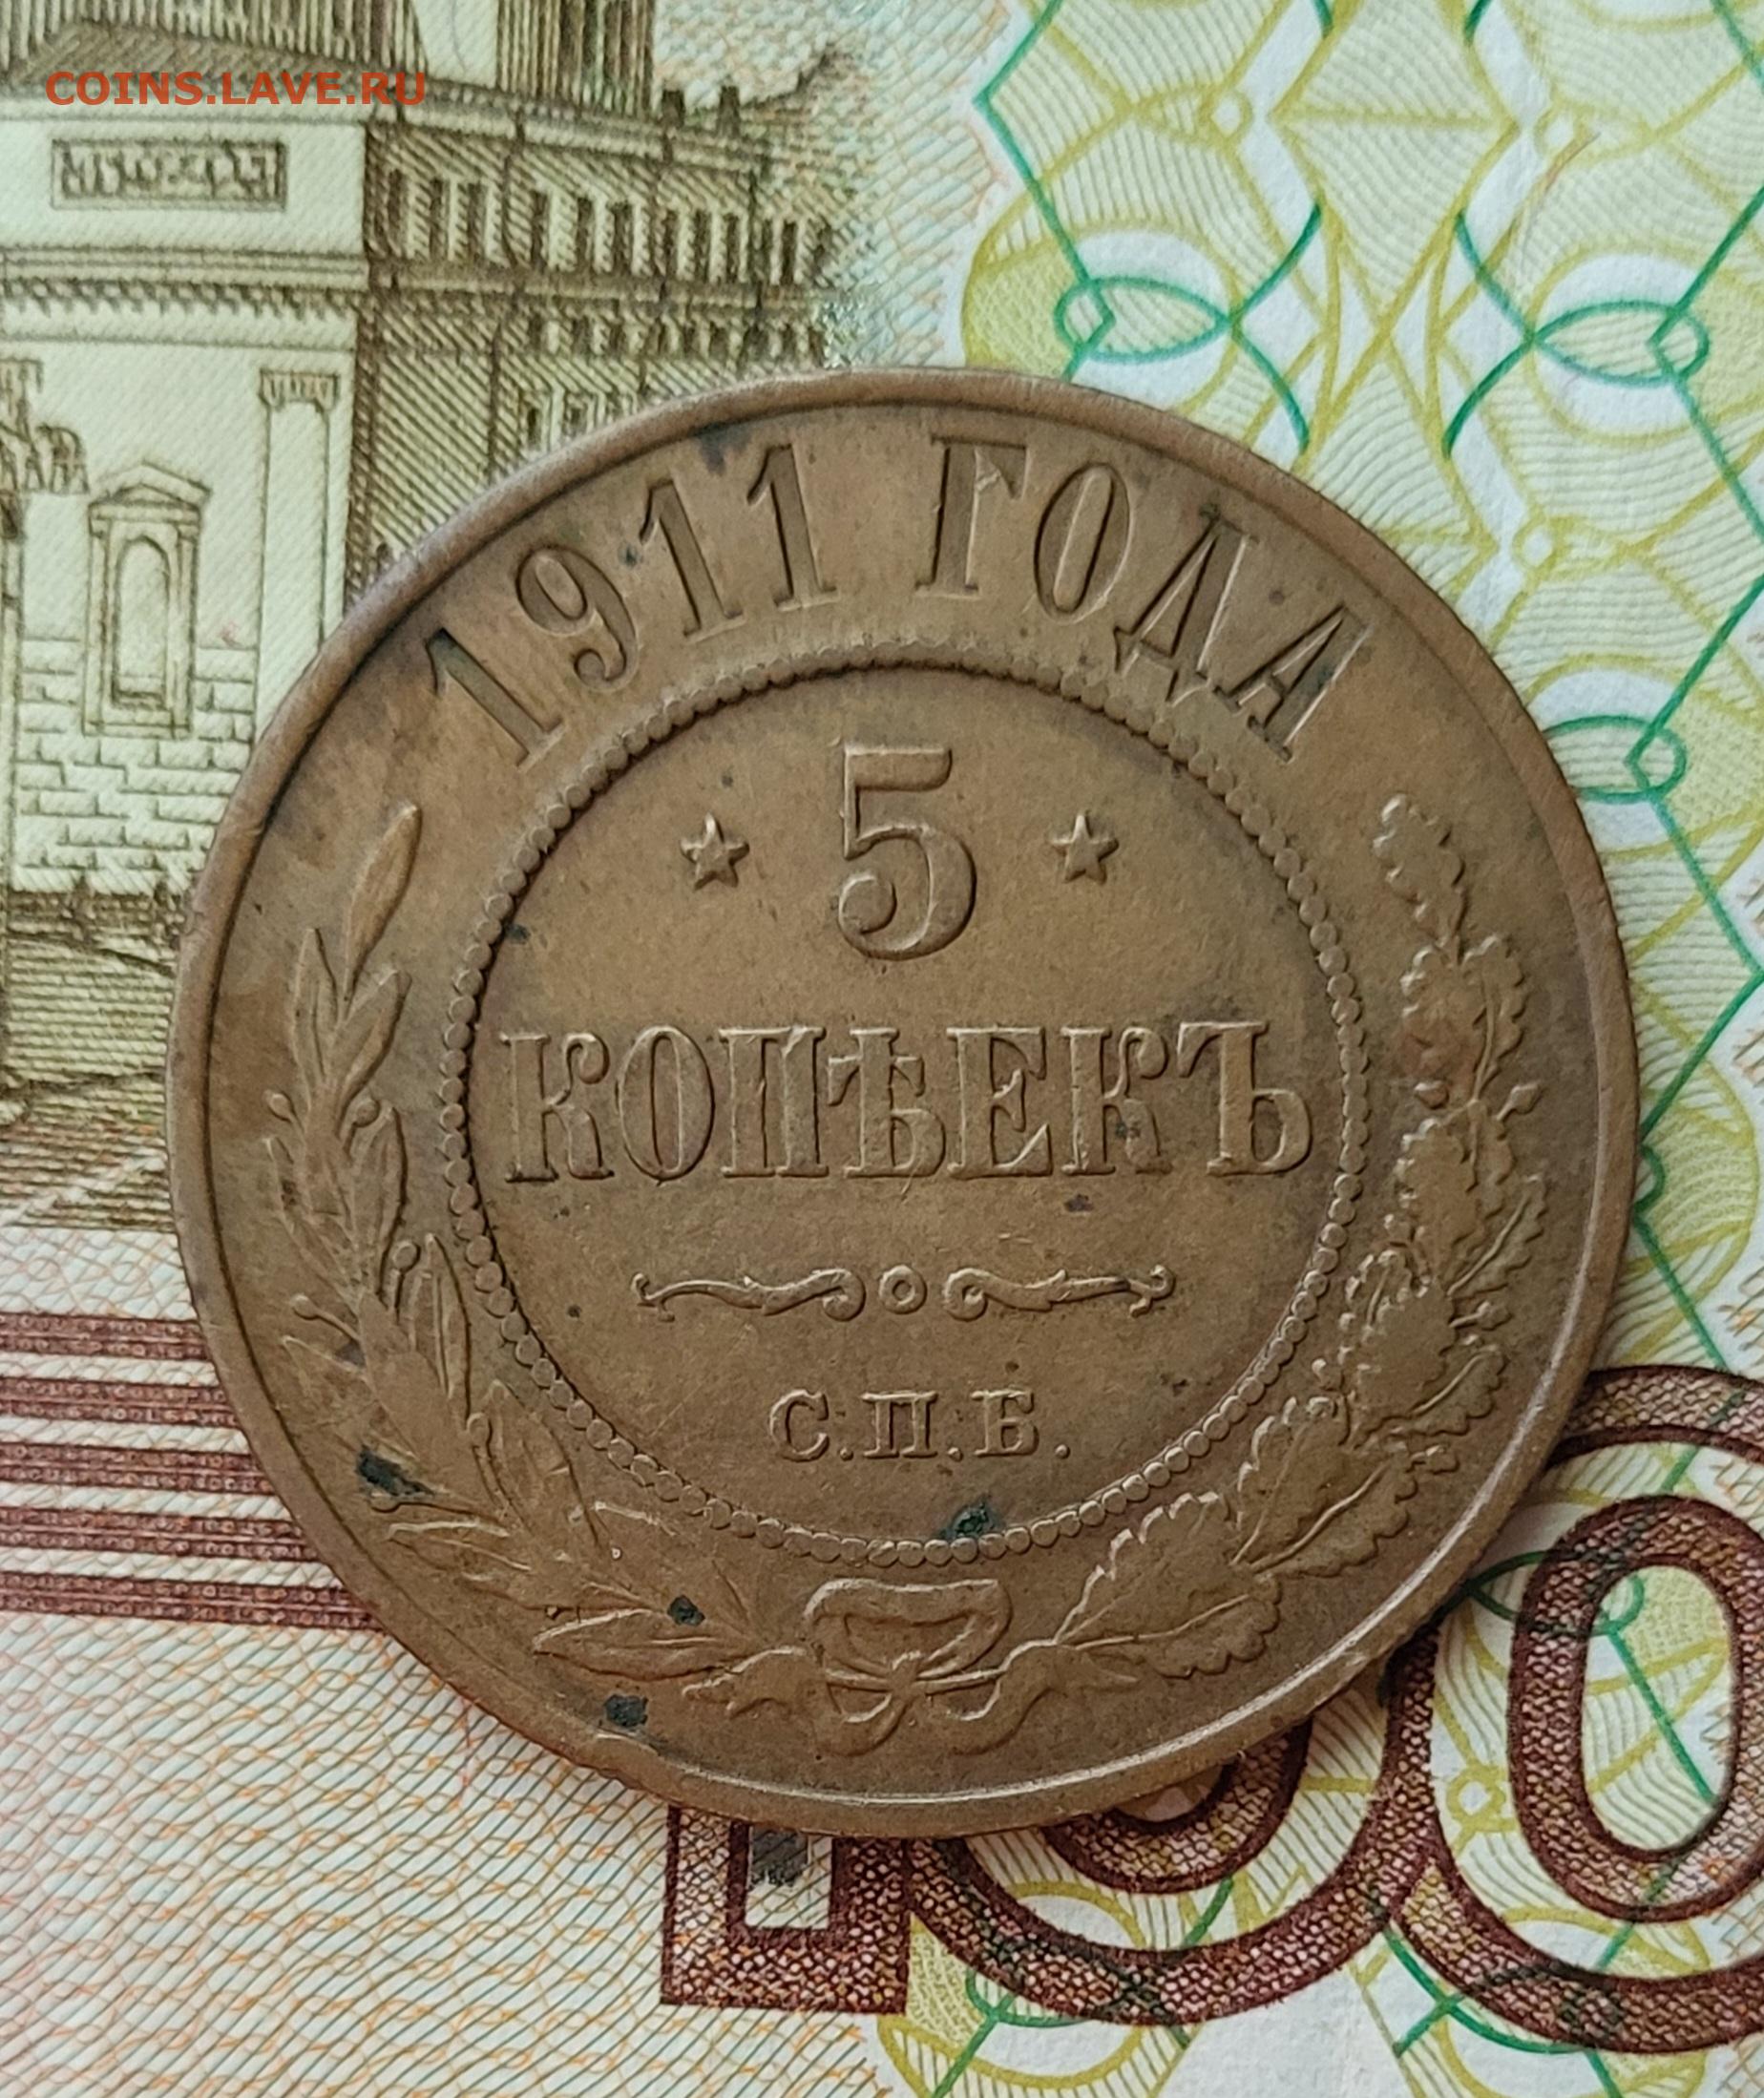 COINS.LAVE.RU
1911 ГОДА
5
КОПѢЕКЪ
С.П.Б.